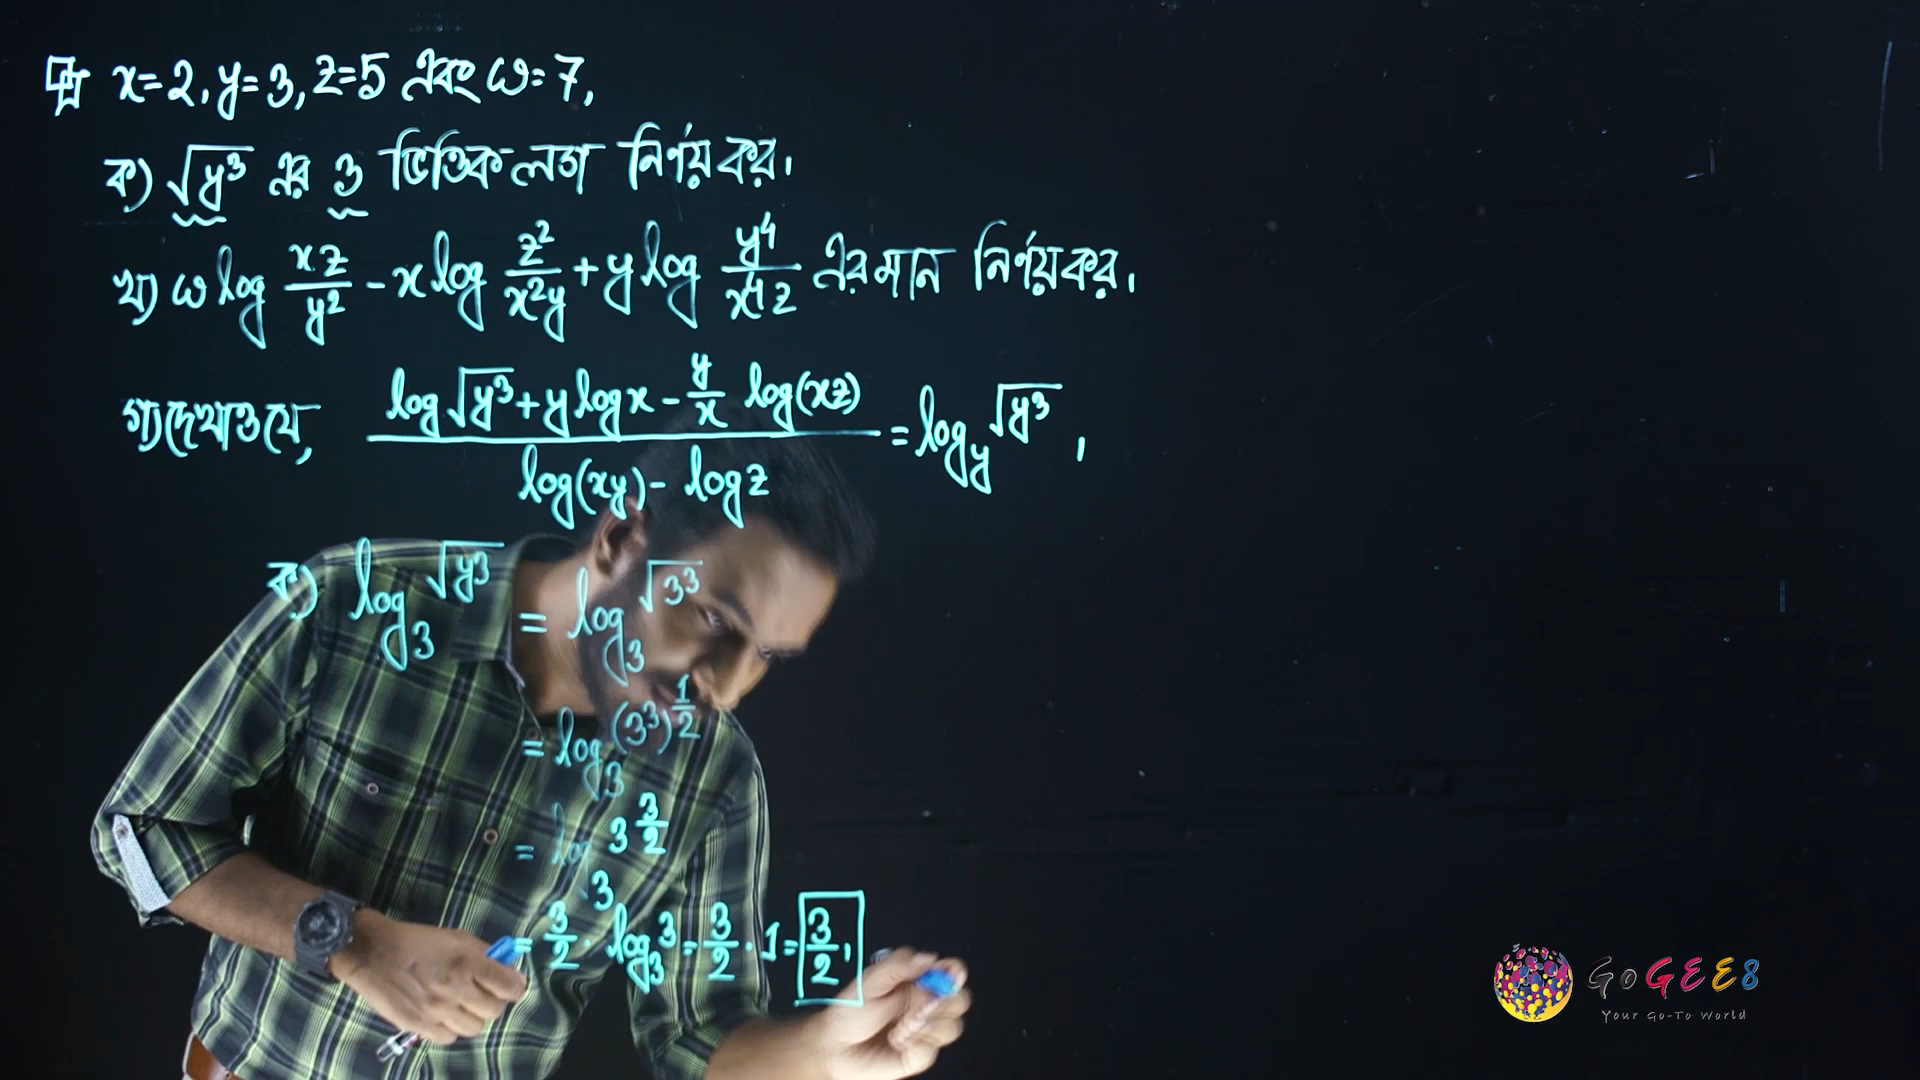 x=2, y=3, z=5 এবং ω=7,
ক) √y³ এর 3 ভিত্তিক লগ নির্ণয় কর।
খ) ω log xz/y² - x log z²/x²y + y log y⁴/x⁴z এর মান নির্ণয় কর।
গ) দেখাও যে, (log√y³ + y log x - y/x log(xz)) / (log(xy) - log z) = log_y √y³ ।
ক) log₃ √y³ = log₃ √3³
= log₃ (3³)^1/2
= log₃ 3^3/2
= 3/2 · log₃ 3 = 3/2 · 1 = 3/2 ।
GoGEE8
Your Go-To World